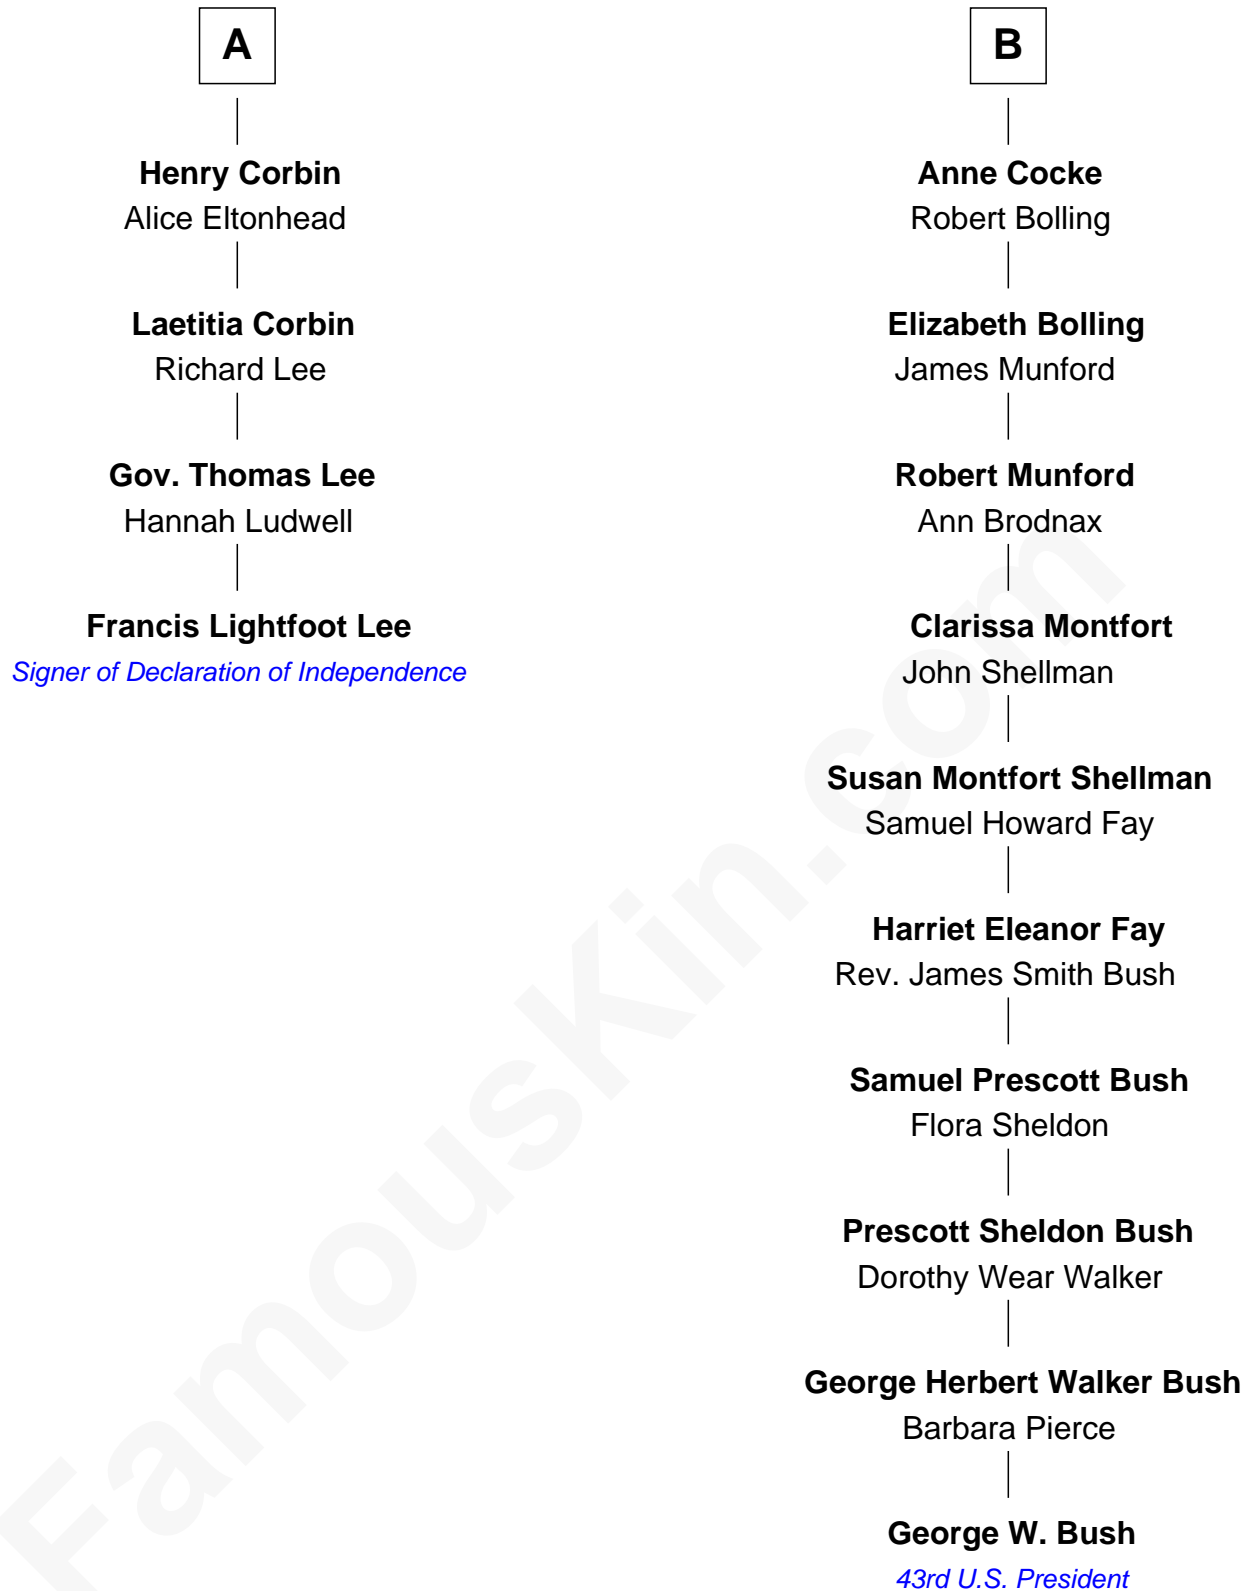 A
Henry Corbin
Alice Eltonhead
Laetitia Corbin
Richard Lee
Gov. Thomas Lee
Hannah Ludwell
Francis Lightfoot Lee
Signer of Declaration of Independence
B
Anne Cocke
Robert Bolling
Elizabeth Bolling
James Munford
Robert Munford
Ann Brodnax
Clarissa Montfort
John Shellman
Susan Montfort Shellman
Samuel Howard Fay
Harriet Eleanor Fay
Rev. James Smith Bush
Samuel Prescott Bush
Flora Sheldon
Prescott Sheldon Bush
Dorothy Wear Walker
George Herbert Walker Bush
Barbara Pierce
George W. Bush
43rd U.S. President
FamousKin.com